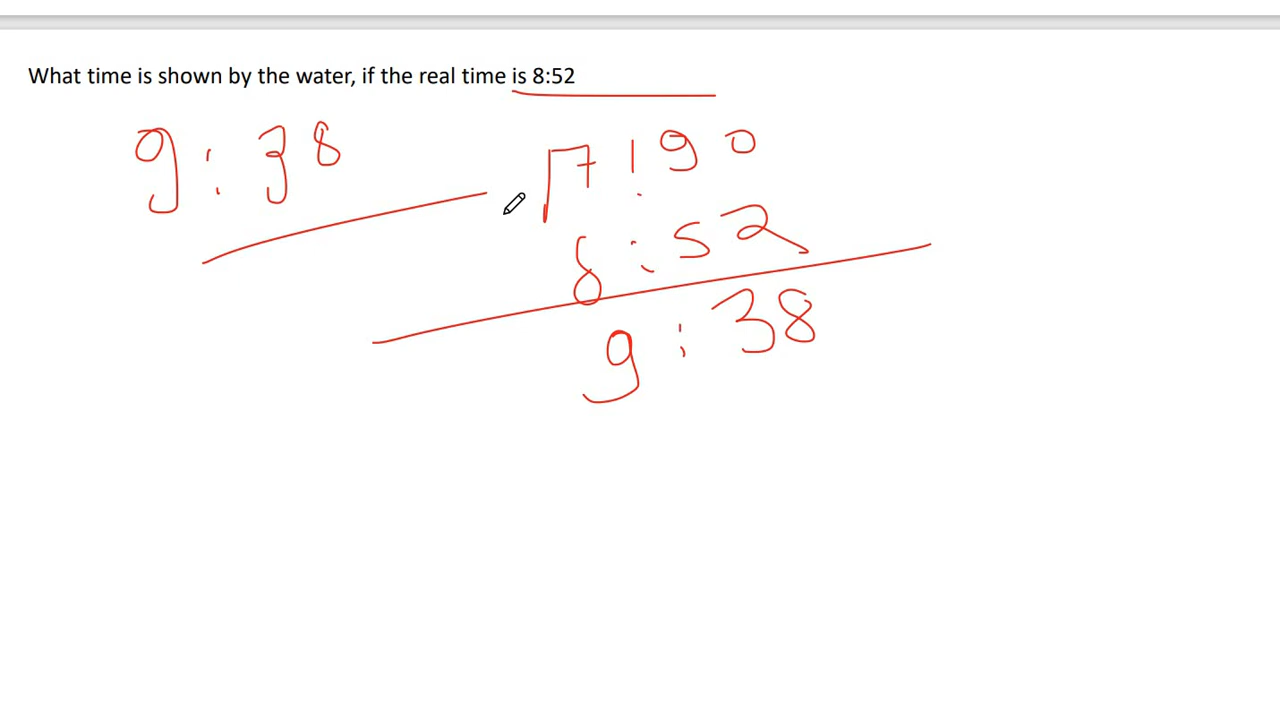 What time is shown by the water, if the real time is 8:52
9:38
17:90
8:52
9:38